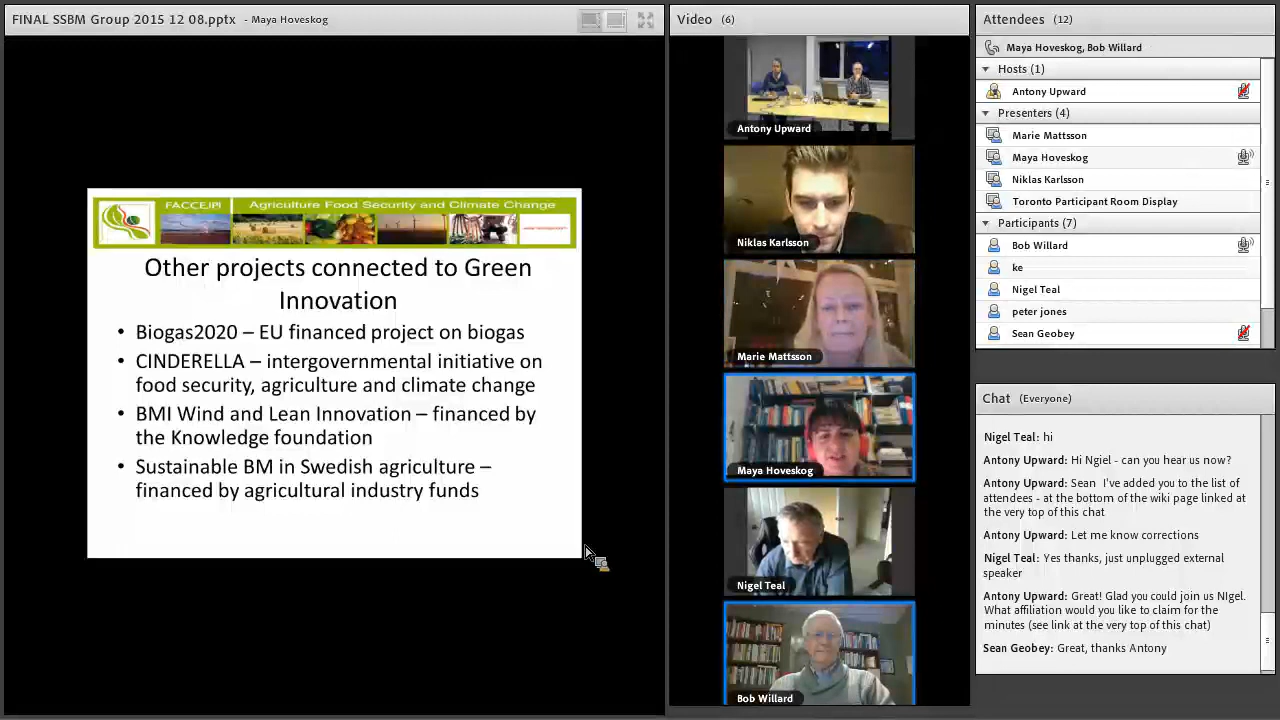 FINAL SSBM Group 2015 12 08.pptx - Maya Hoveskog
FACCEJPI Agriculture Food Security and Climate Change
Other projects connected to Green
Innovation
• Biogas2020 – EU financed project on biogas
• CINDERELLA – intergovernmental initiative on
food security, agriculture and climate change
• BMI Wind and Lean Innovation – financed by
the Knowledge foundation
• Sustainable BM in Swedish agriculture –
financed by agricultural industry funds
Video (6)
Antony Upward
Niklas Karlsson
Marie Mattsson
Maya Hoveskog
Nigel Teal
Bob Willard
Attendees (12)
Maya Hoveskog, Bob Willard
Hosts (1)
Antony Upward
Presenters (4)
Marie Mattsson
Maya Hoveskog
Niklas Karlsson
Toronto Participant Room Display
Participants (7)
Bob Willard
ke
Nigel Teal
peter jones
Sean Geobey
Chat (Everyone)
Nigel Teal: hi
Antony Upward: Hi Ngiel - can you hear us now?
Antony Upward: Sean I've added you to the list of
attendees - at the bottom of the wiki page linked at
the very top of this chat
Antony Upward: Let me know corrections
Nigel Teal: Yes thanks, just unplugged external
speaker
Antony Upward: Great! Glad you could join us NIgel.
What affiliation would you like to claim for the
minutes (see link at the very top of this chat)
Sean Geobey: Great, thanks Antony